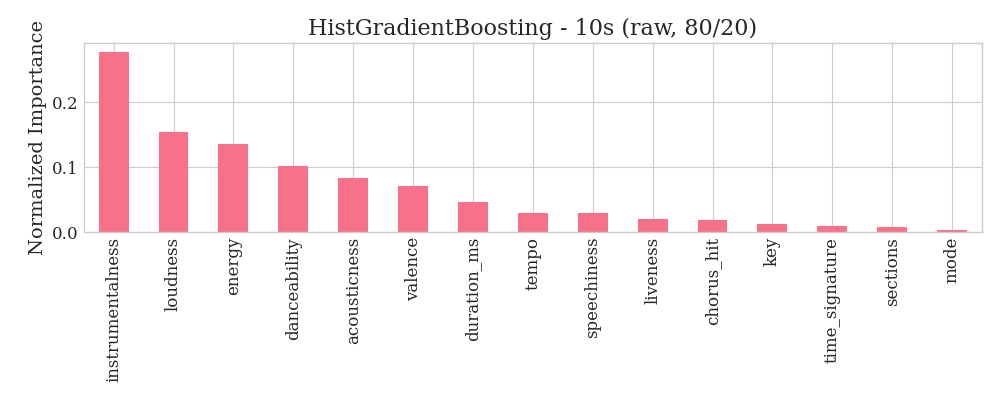 HistGradientBoosting - 10s (raw, 80/20)
Normalized Importance
0.2
0.1
0.0
instrumentalness
loudness
energy
danceability
acousticness
valence
duration_ms
tempo
speechiness
liveness
chorus_hit
key
time_signature
sections
mode